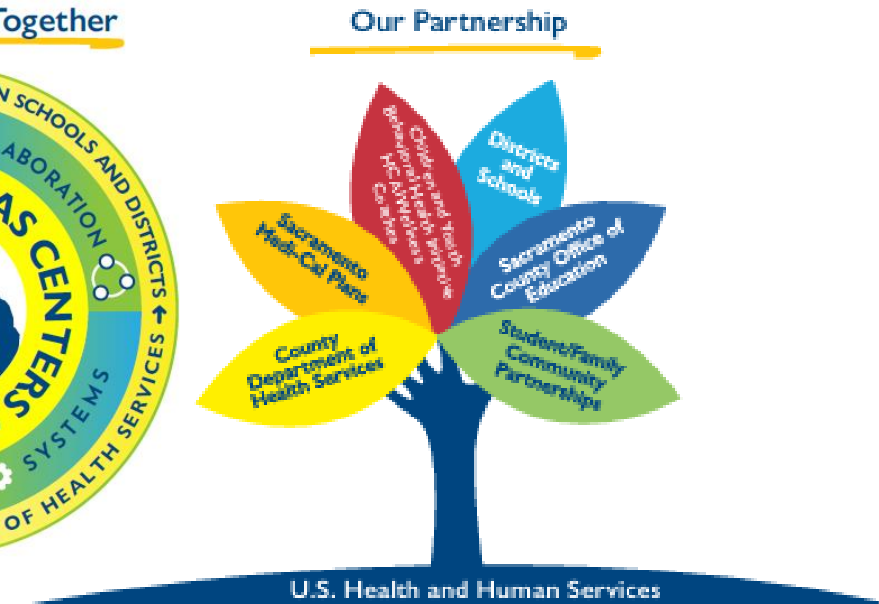 Together
Our Partnership
N SCHOOLS AND DISTRICTS
OF HEALTH SERVICES
ABORATION
SYSTEMS
AS CENTERS
Children and Youth
Behavioral Health Initiative
Coaches
Districts
and
Schools
Sacramento
Medi-Cal Plans
Sacramento
County Office of
Education
County
Department of
Health Services
Student/Family
Community
Partnerships
U.S. Health and Human Services